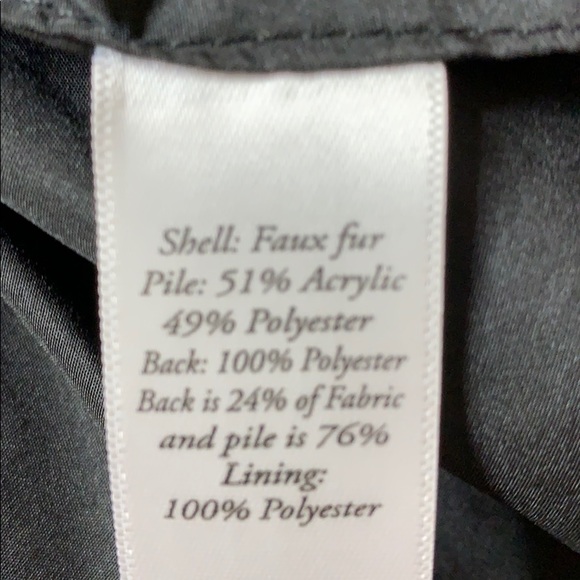 Shell: Faux fur
Pile: 51% Acrylic
49% Polyester
Back: 100% Polyester
Back is 24% of Fabric
and pile is 76%
Lining:
100% Polyester